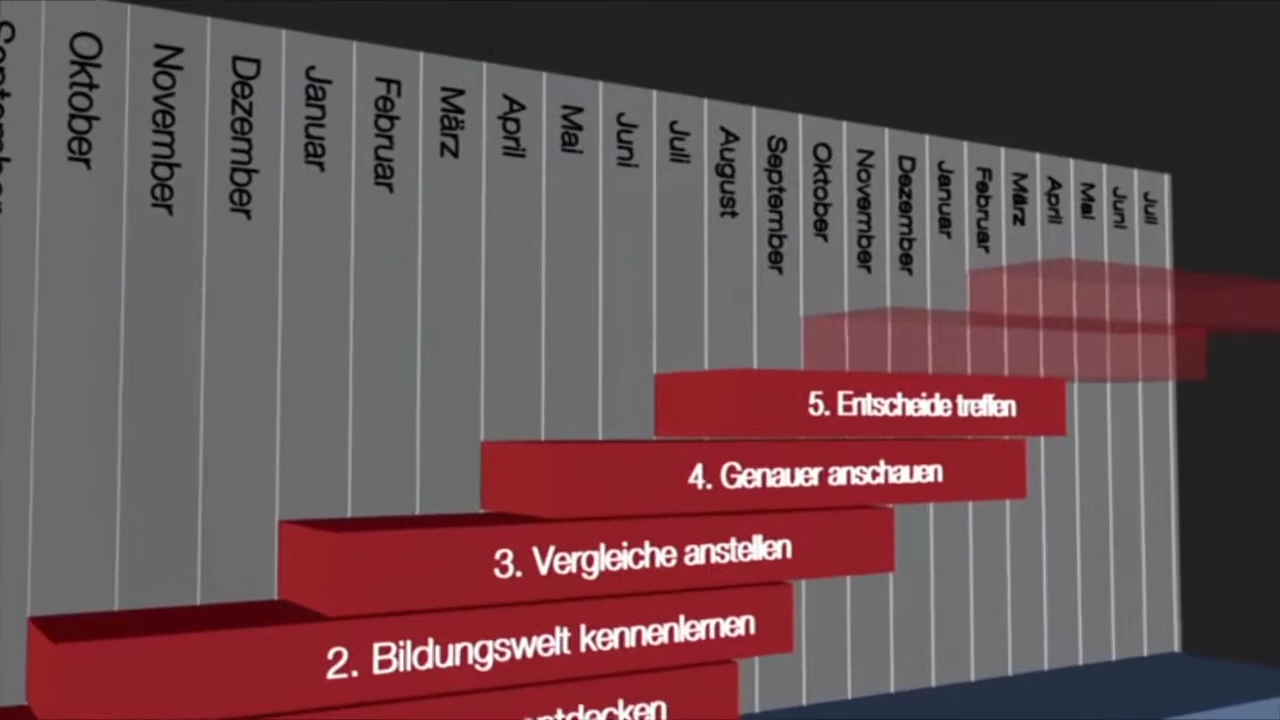 Oktober
November
Dezember
Januar
Februar
März
April
Mai
Juni
Juli
August
September
Oktober
November
Dezember
Januar
Februar
März
April
Mai
Juni
Juli
5. Entscheide treffen
4. Genauer anschauen
3. Vergleiche anstellen
2. Bildungswelt kennenlernen